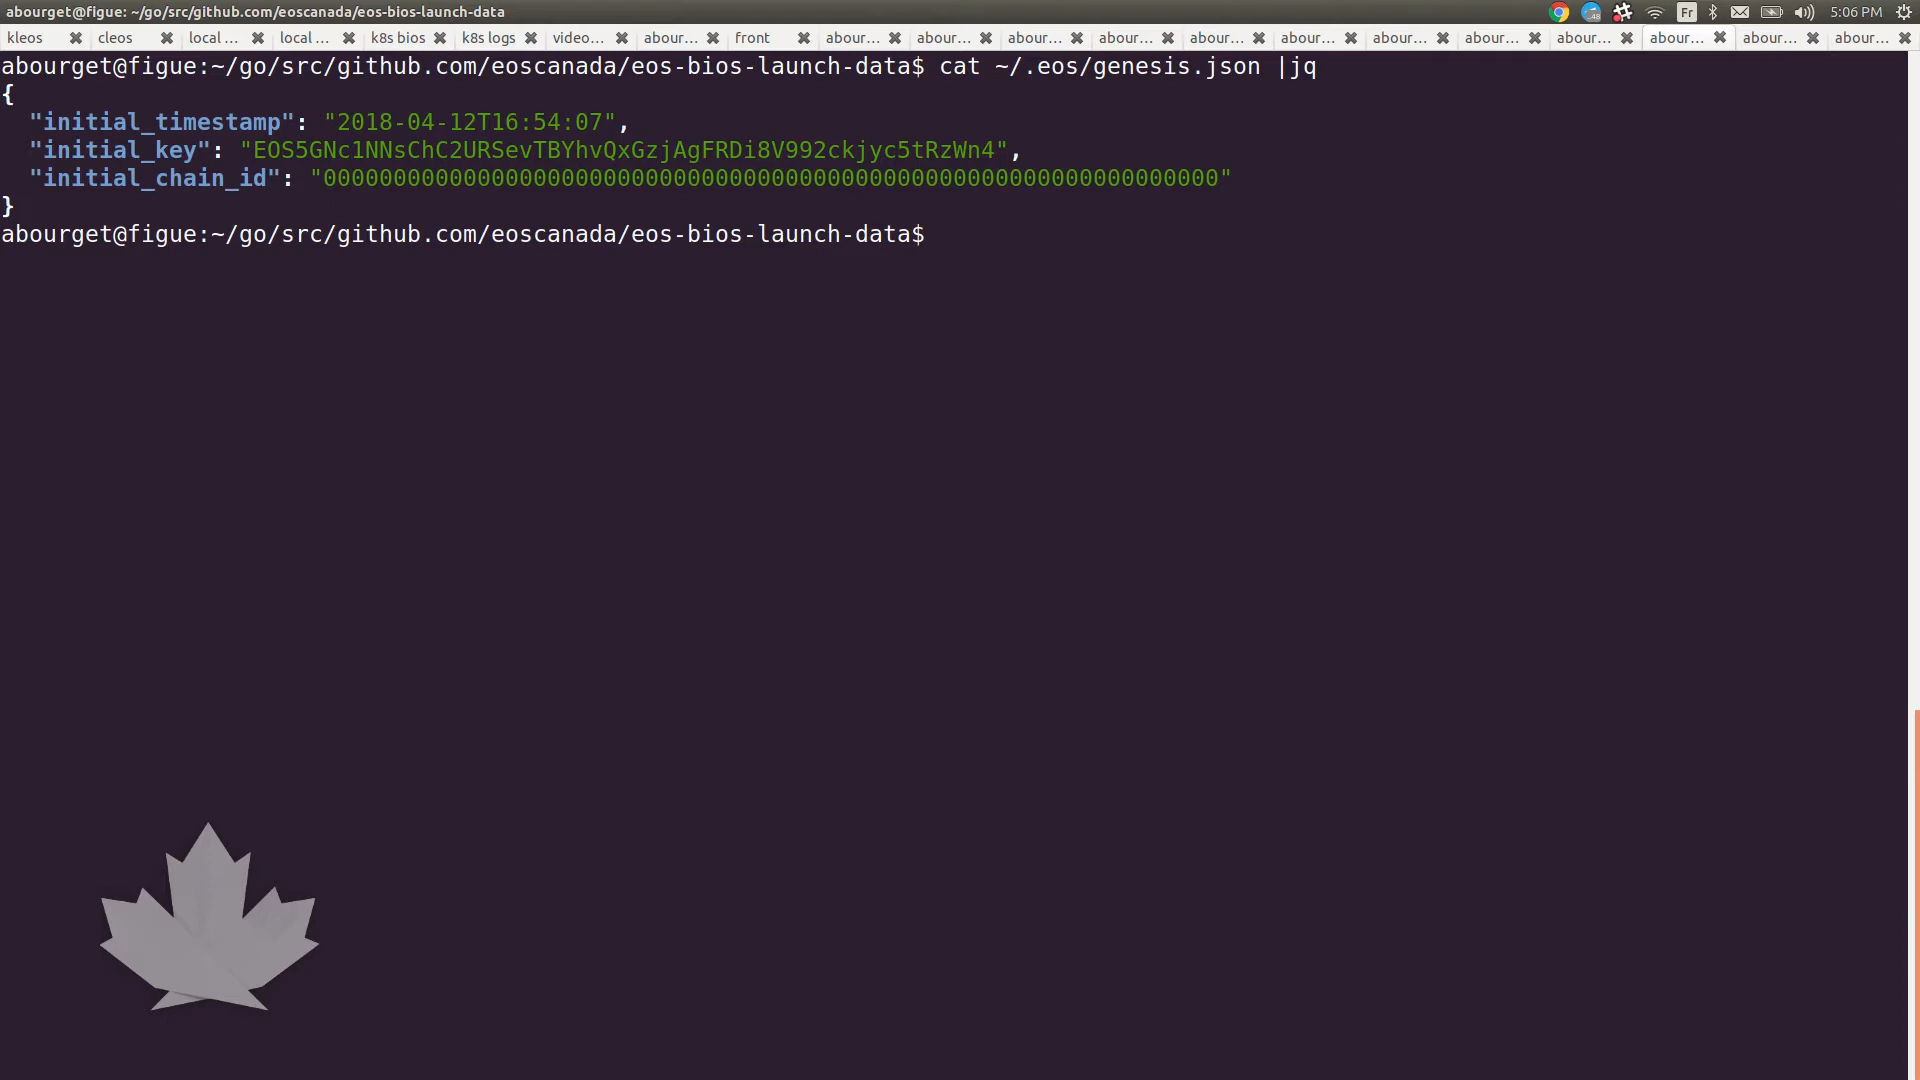 abourget@figue: ~/go/src/github.com/eoscanada/eos-bios-launch-data
48 Fr 5:06 PM
kleos cleos local ... local ... k8s bios k8s logs video... abour... front abour... abour... abour... abour... abour... abour... abour... abour... abour... abour... abour... abour...
abourget@figue:~/go/src/github.com/eoscanada/eos-bios-launch-data$ cat ~/.eos/genesis.json |jq
{
"initial_timestamp": "2018-04-12T16:54:07",
"initial_key": "EOS5GNc1NNsChC2URSevTBYhvQxGzjAgFRDi8V992ckjyc5tRzWn4",
"initial_chain_id": "0000000000000000000000000000000000000000000000000000000000000000"
}
abourget@figue:~/go/src/github.com/eoscanada/eos-bios-launch-data$